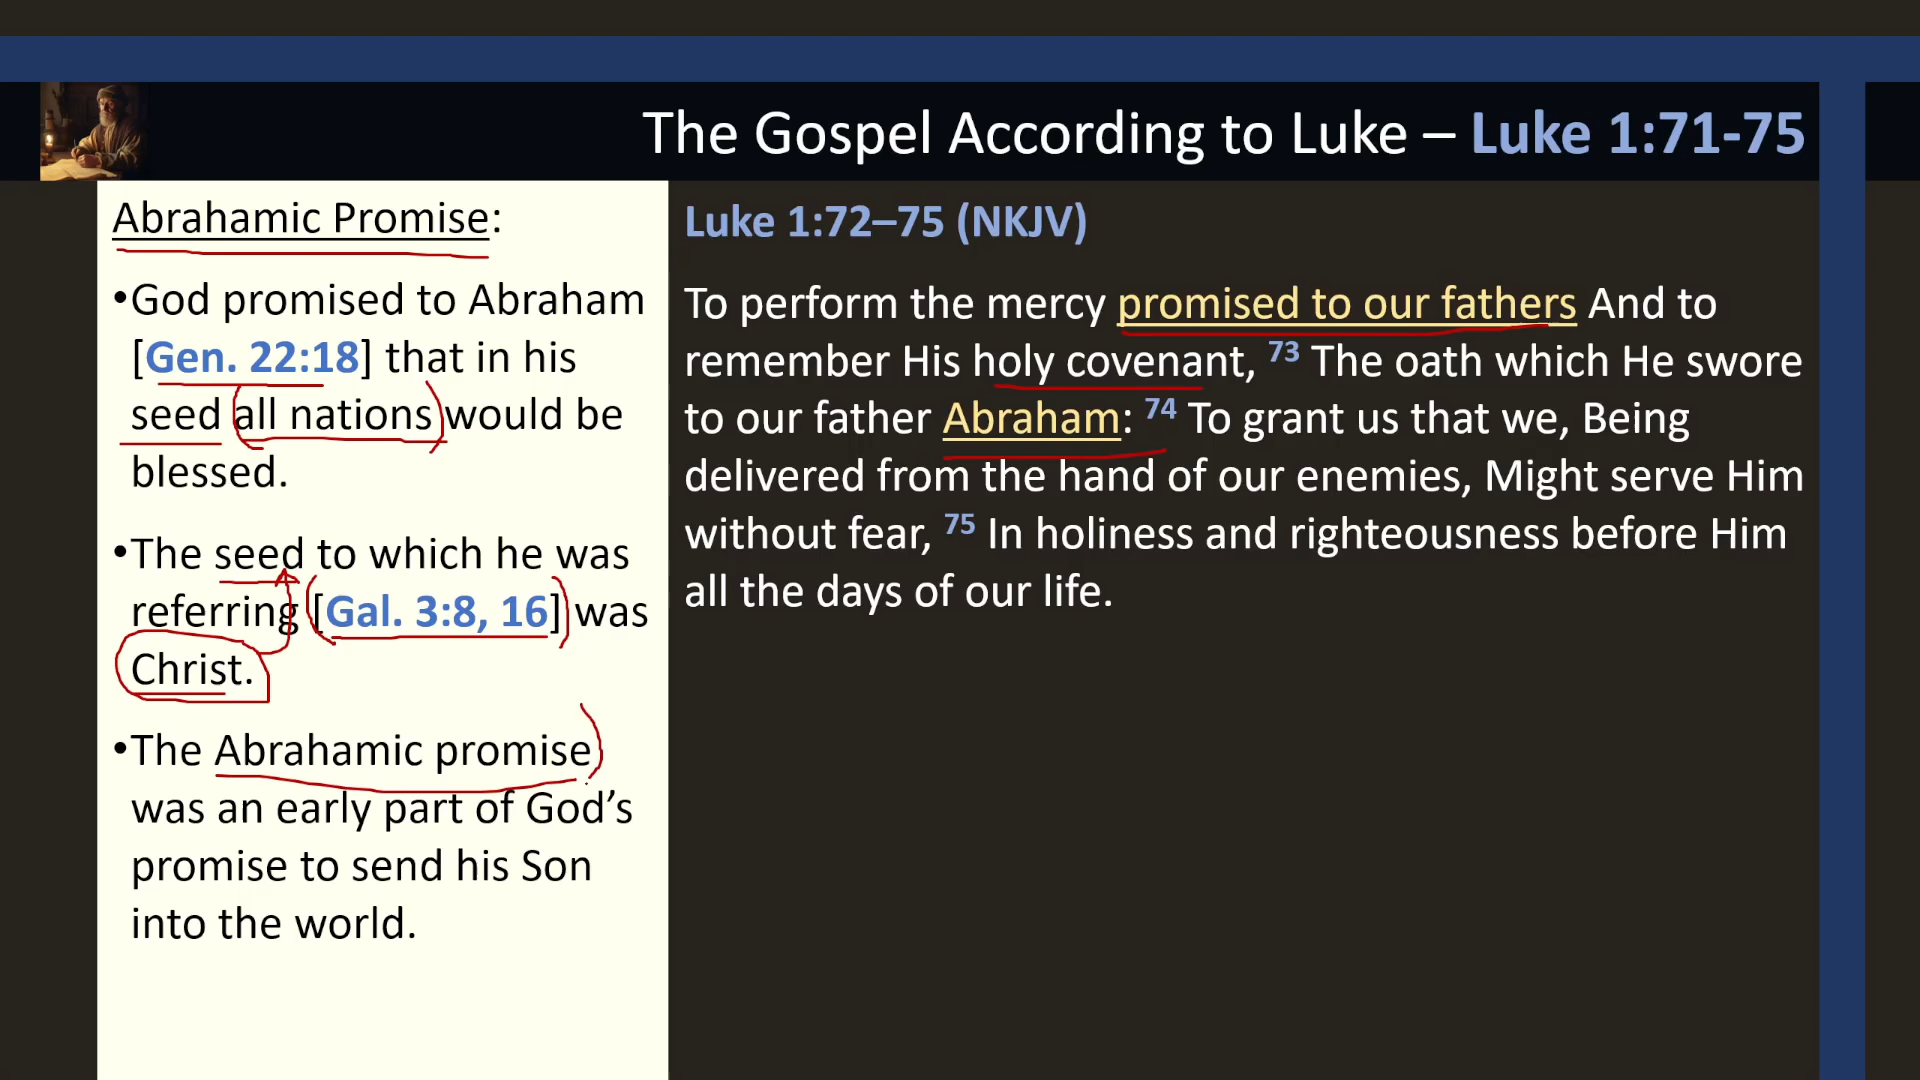 The Gospel According to Luke – Luke 1:71-75
Abrahamic Promise:
•God promised to Abraham
[Gen. 22:18] that in his
seed all nations would be
blessed.
•The seed to which he was
referring [Gal. 3:8, 16] was
Christ.
•The Abrahamic promise
was an early part of God’s
promise to send his Son
into the world.
Luke 1:72–75 (NKJV)
To perform the mercy promised to our fathers And to
remember His holy covenant, 73 The oath which He swore
to our father Abraham: 74 To grant us that we, Being
delivered from the hand of our enemies, Might serve Him
without fear, 75 In holiness and righteousness before Him
all the days of our life.